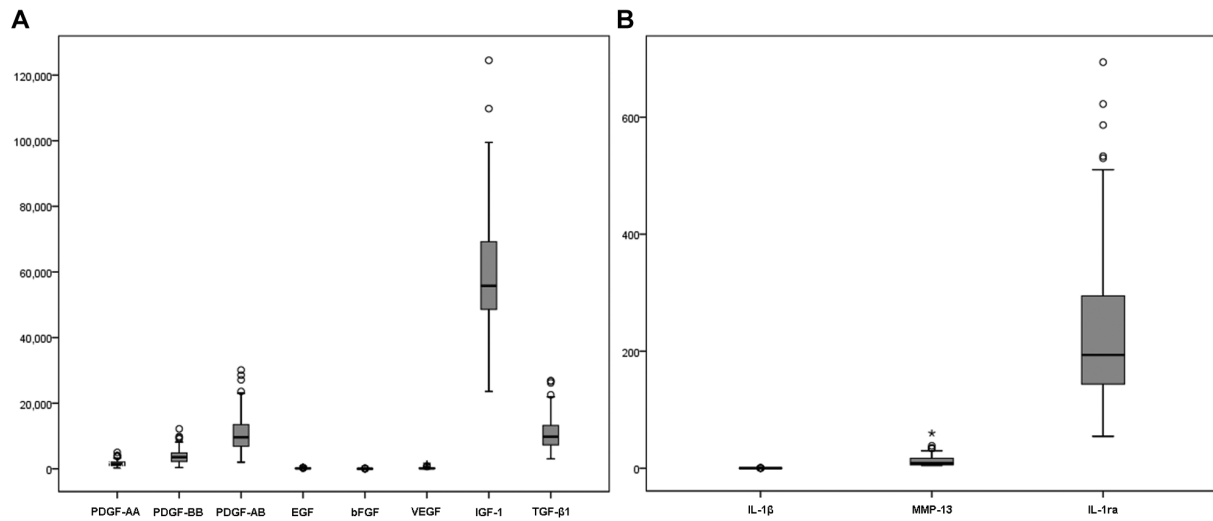 A
120,000
100,000
80,000
60,000
40,000
20,000
0
PDGF-AA PDGF-BB PDGF-AB EGF bFGF VEGF IGF-1 TGF-β1
B
600
400
200
0
IL-1β MMP-13 IL-1ra